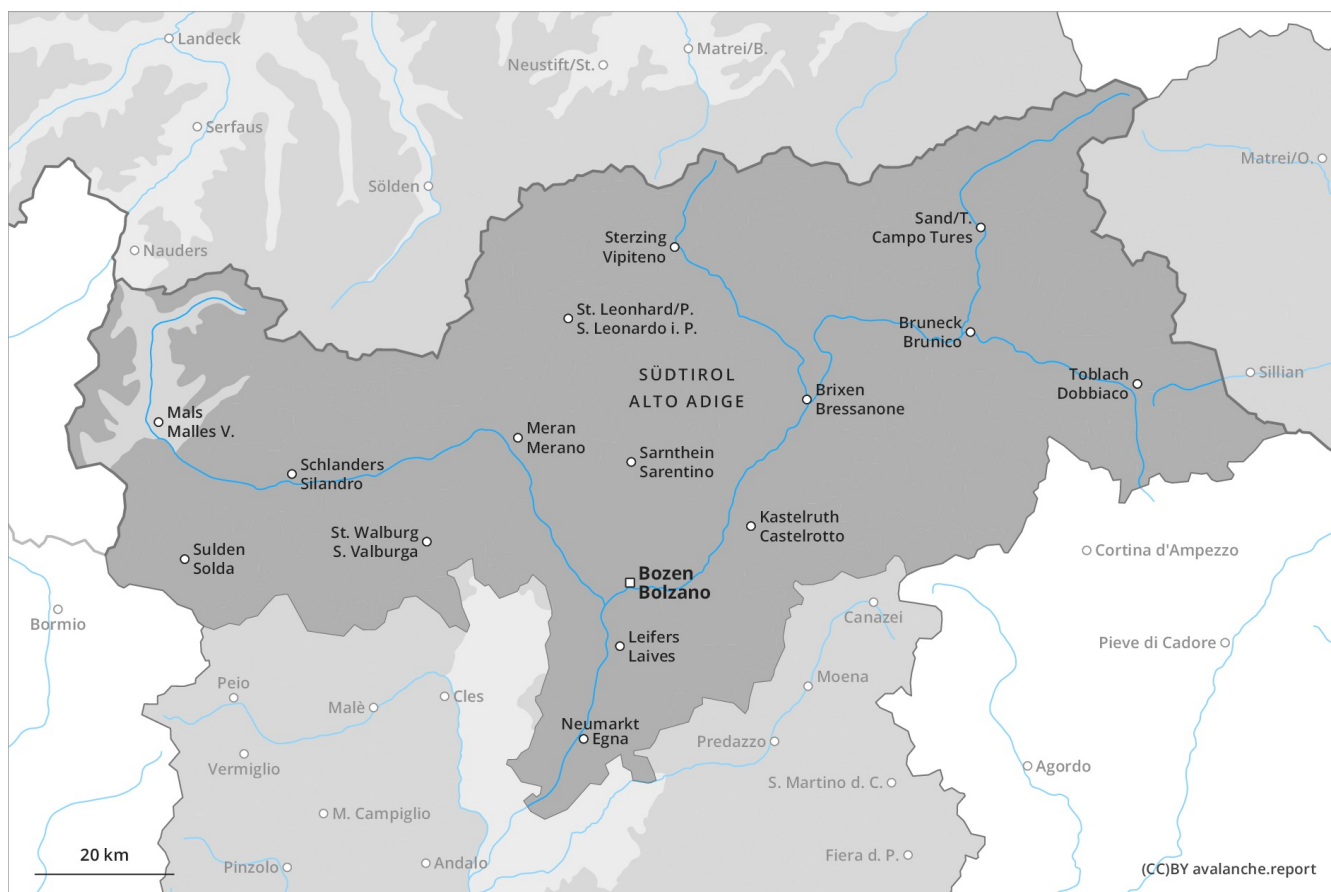 Landeck
Matrei/B.
Neustift/St.
Serfaus
Matrei/O.
Sölden
Nauders
Sand/T.
Campo Tures
Sterzing
Vipiteno
St. Leonhard/P.
S. Leonardo i. P.
Bruneck
Brunico
SÜDTIROL
ALTO ADIGE
Toblach
Dobbiaco
Sillian
Brixen
Bressanone
Mals
Malles V.
Meran
Merano
Sarnthein
Sarentino
Schlanders
Silandro
Kastelruth
Castelrotto
St. Walburg
S. Valburga
Sulden
Solda
Cortina d'Ampezzo
Bozen
Bolzano
Bormio
Canazei
Leifers
Laives
Pieve di Cadore
Moena
Peio
Cles
Malè
Neumarkt
Egna
Predazzo
Vermiglio
Agordo
S. Martino d. C.
M. Campiglio
20 km
Andalo
Pinzolo
Fiera d. P.
(CC)BY avalanche.report